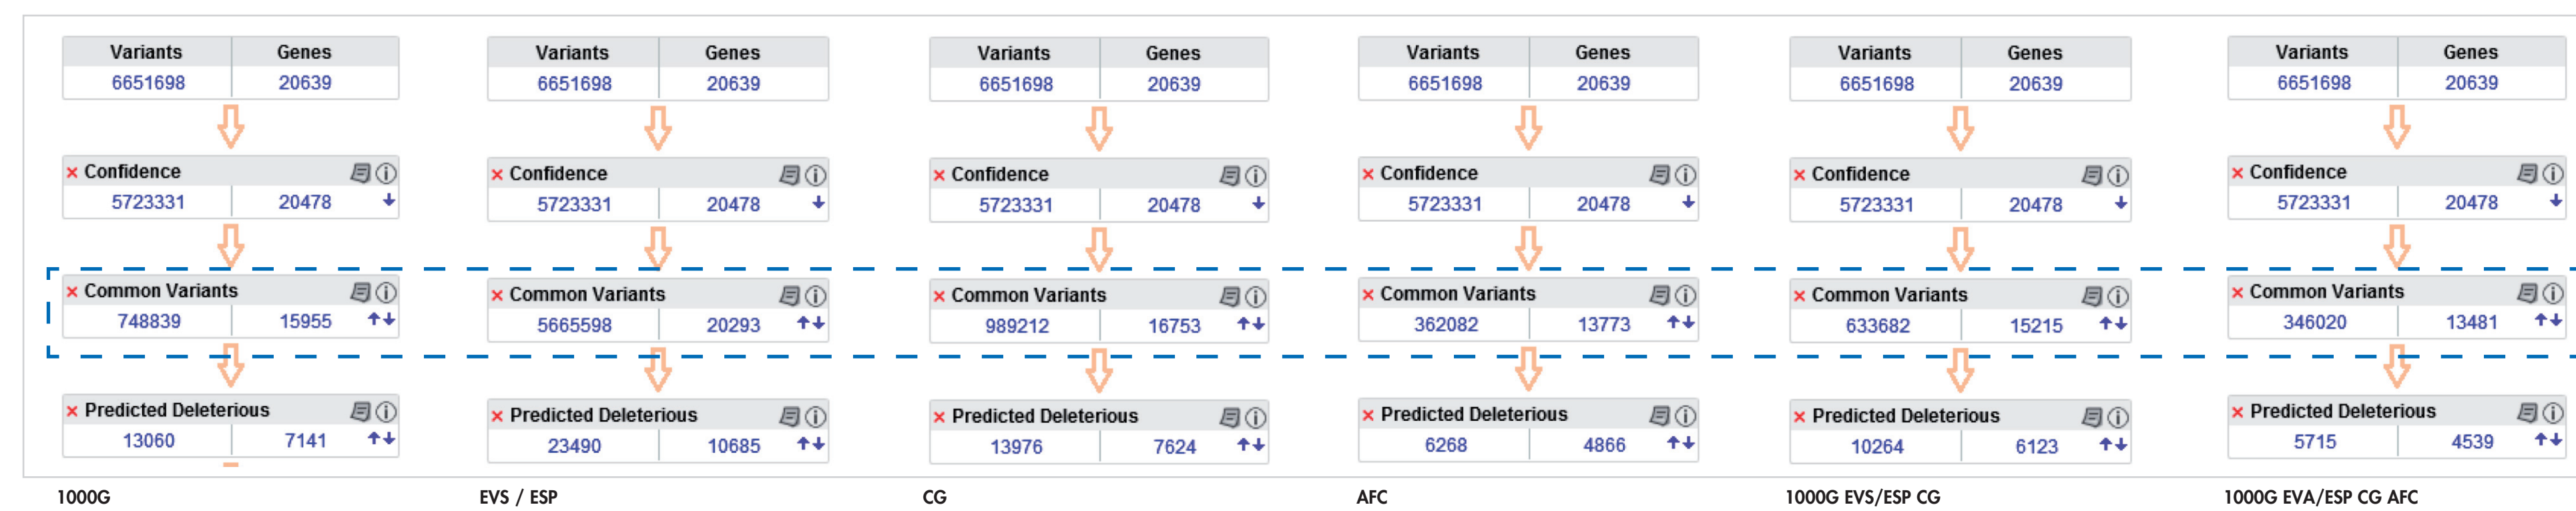 Variants Genes
6651698 20639
Confidence
5723331 20478
Common Variants
748839 15955
Predicted Deleterious
13060 7141
1000G
Variants Genes
6651698 20639
Confidence
5723331 20478
Common Variants
5665598 20293
Predicted Deleterious
23490 10685
EVS / ESP
Variants Genes
6651698 20639
Confidence
5723331 20478
Common Variants
989212 16753
Predicted Deleterious
13976 7624
CG
Variants Genes
6651698 20639
Confidence
5723331 20478
Common Variants
362082 13773
Predicted Deleterious
6268 4866
AFC
Variants Genes
6651698 20639
Confidence
5723331 20478
Common Variants
633682 15215
Predicted Deleterious
10264 6123
1000G EVS/ESP CG
Variants Genes
6651698 20639
Confidence
5723331 20478
Common Variants
346020 13481
Predicted Deleterious
5715 4539
1000G EVA/ESP CG AFC